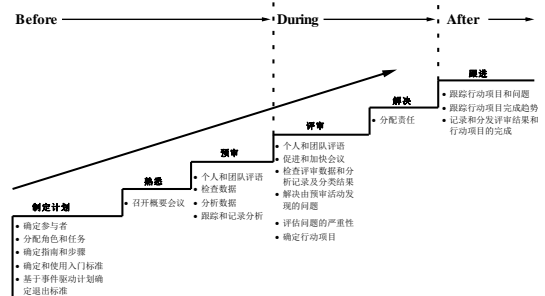 Before
During
After
跟进
• 跟踪行动项目和问题
• 跟踪行动项目完成趋势
• 记录和分发评审结果和
行动项目的完成
解决
• 分配责任
评审
• 个人和团队评语
• 促进和加快会议
• 检查评审数据和分
析记录及分类结果
• 解决由预审活动发
现的问题
• 评估问题的严重性
• 确定行动项目
预审
• 个人和团队评语
• 检查数据
• 分析数据
• 跟踪和记录分析
熟悉
• 召开概要会议
制定计划
• 确定参与者
• 分配角色和任务
• 确定指南和步骤
• 确定和使用入门标准
• 基于事件驱动计划确
定退出标准